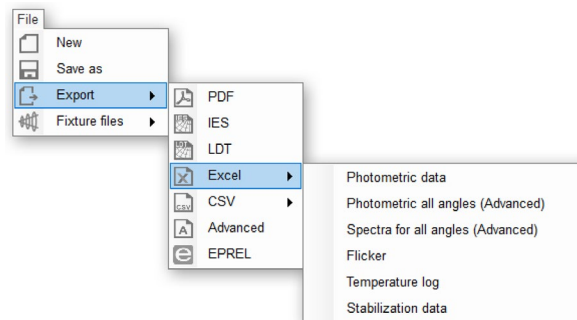 File
New
Save as
Export
Fixture files
PDF
IES
LDT
Excel
CSV
CSV
Advanced
A
EPREL
Photometric data
Photometric all angles (Advanced)
Spectra for all angles (Advanced)
Flicker
Temperature log
Stabilization data